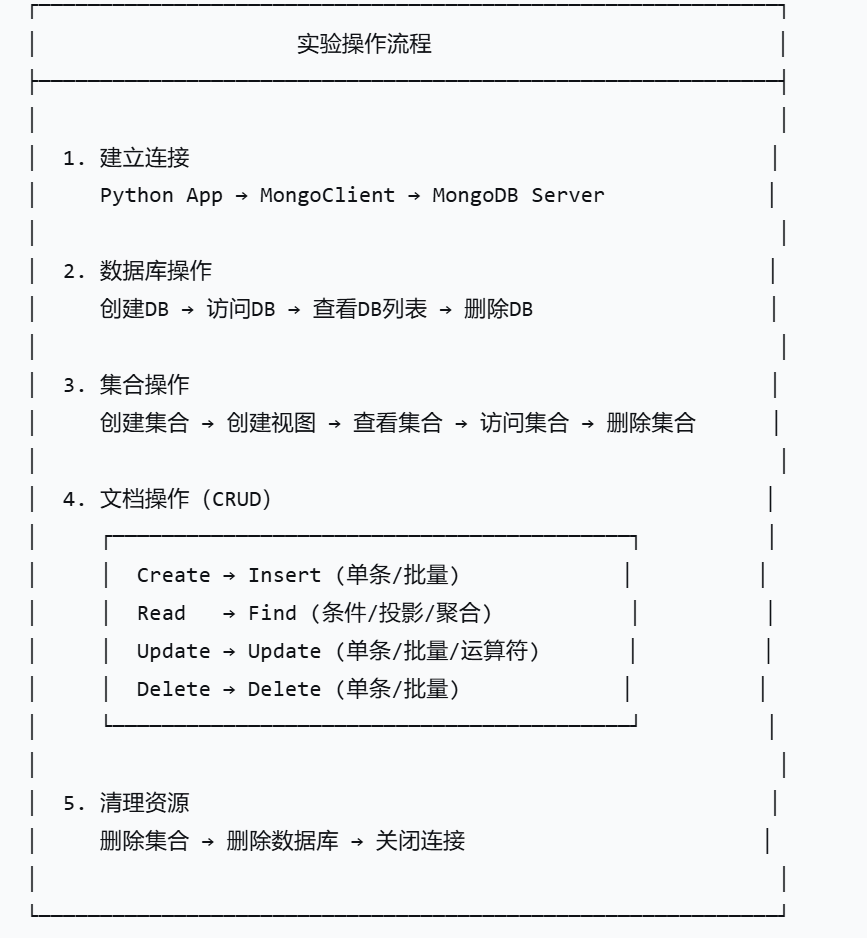 实验操作流程
1. 建立连接
Python App → MongoClient → MongoDB Server
2. 数据库操作
创建DB → 访问DB → 查看DB列表 → 删除DB
3. 集合操作
创建集合 → 创建视图 → 查看集合 → 访问集合 → 删除集合
4. 文档操作 (CRUD)
Create → Insert (单条/批量)
Read → Find (条件/投影/聚合)
Update → Update (单条/批量/运算符)
Delete → Delete (单条/批量)
5. 清理资源
删除集合 → 删除数据库 → 关闭连接